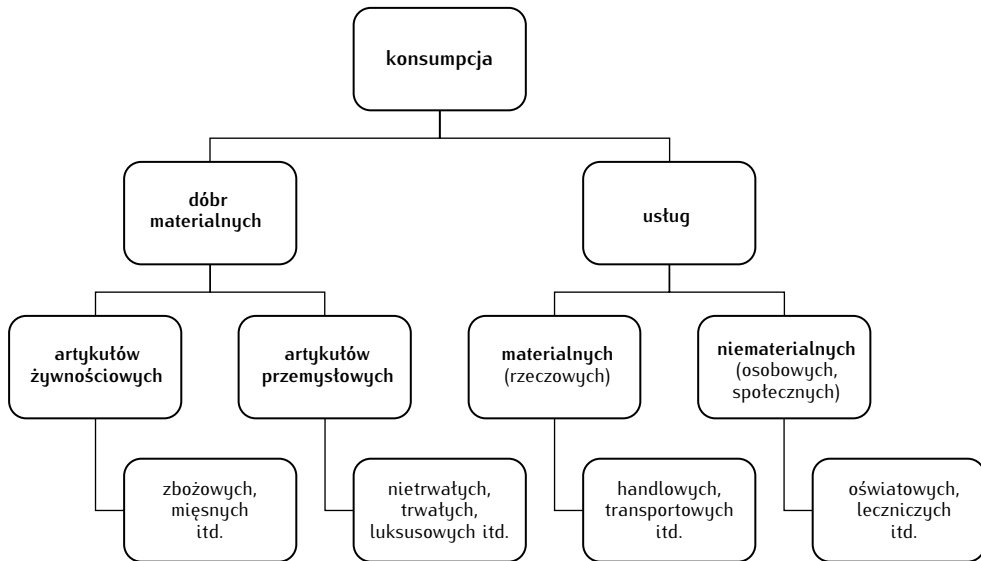 konsumpcja
dóbr
materialnych
usług
artykułów
żywnościowych
artykułów
przemysłowych
materialnych
(rzeczowych)
niematerialnych
(osobowych,
społecznych)
zbożowych,
mięsnych
itd.
nietrwałych,
trwałych,
luksusowych itd.
handlowych,
transportowych
itd.
oświatowych,
leczniczych
itd.